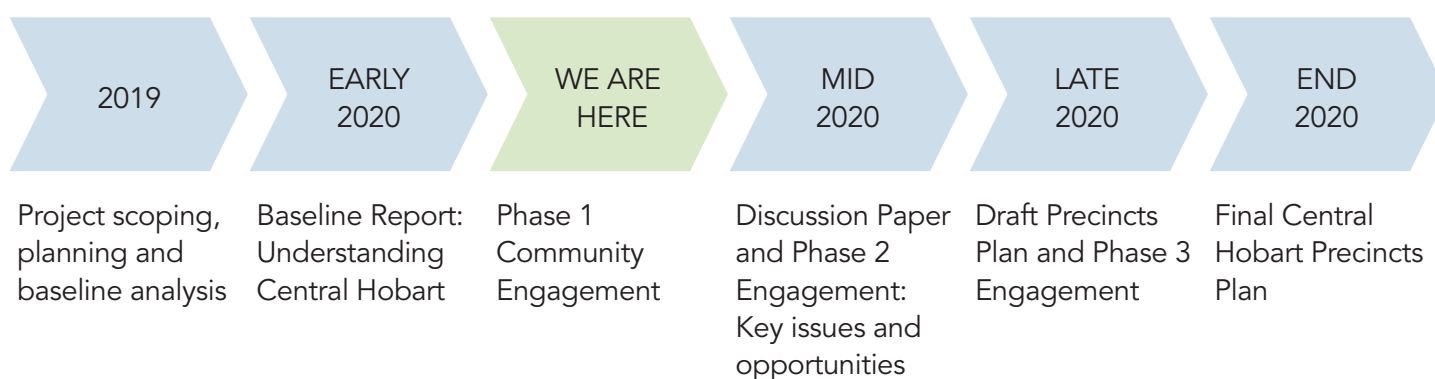 2019
EARLY
2020
WE ARE
HERE
MID
2020
LATE
2020
END
2020
Project scoping,
planning and
baseline analysis
Baseline Report:
Understanding
Central Hobart
Phase 1
Community
Engagement
Discussion Paper
and Phase 2
Engagement:
Key issues and
opportunities
Draft Precincts
Plan and Phase 3
Engagement
Final Central
Hobart Precincts
Plan